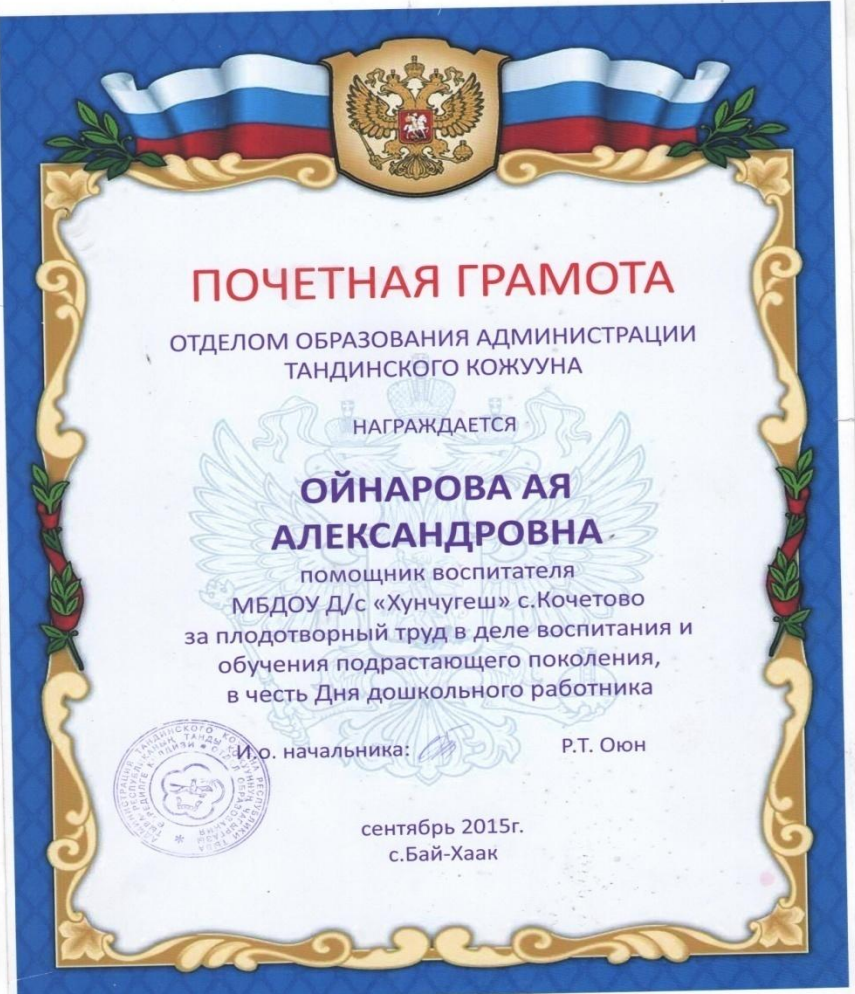 ПОЧЕТНАЯ ГРАМОТА
ОТДЕЛОМ ОБРАЗОВАНИЯ АДМИНИСТРАЦИИ
ТАНДИНСКОГО КОЖУУНА
НАГРАЖДАЕТСЯ
ОЙНАРОВА АЯ
АЛЕКСАНДРОВНА
помощник воспитателя
МБДОУ Д/с «Хунчугеш» с.Кочетово
за плодотворный труд в деле воспитания и
обучения подрастающего поколения,
в честь Дня дошкольного работника
И.о. начальника: Р.Т. Оюн
сентябрь 2015г.
с.Бай-Хаак